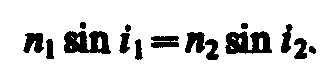 n₁ sin i₁ = n₂ sin i₂.